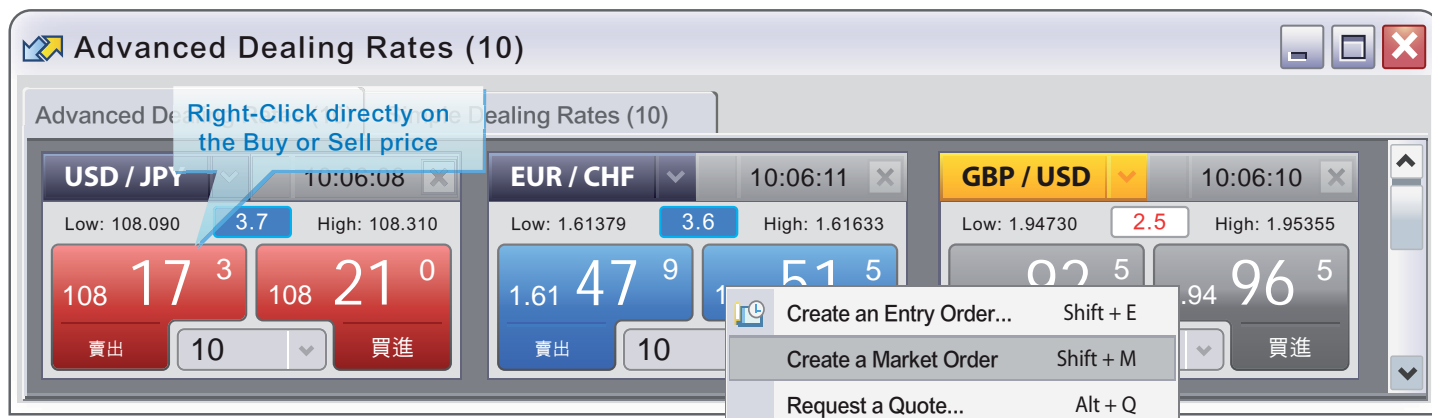 Advanced Dealing Rates (10)
Advanced Dealing Rates (10)
Right-Click directly on
the Buy or Sell price
USD / JPY 10:06:08
Low: 108.090 3.7 High: 108.310
108 17 3 108 21 0
賣出 10 買進
EUR / CHF 10:06:11
Low: 1.61379 3.6 High: 1.61633
1.61 47 9 1 51 5
賣出 10
GBP / USD 10:06:10
Low: 1.94730 2.5 High: 1.95355
92 5 .94 96 5
買進
Create an Entry Order... Shift + E
Create a Market Order Shift + M
Request a Quote... Alt + Q